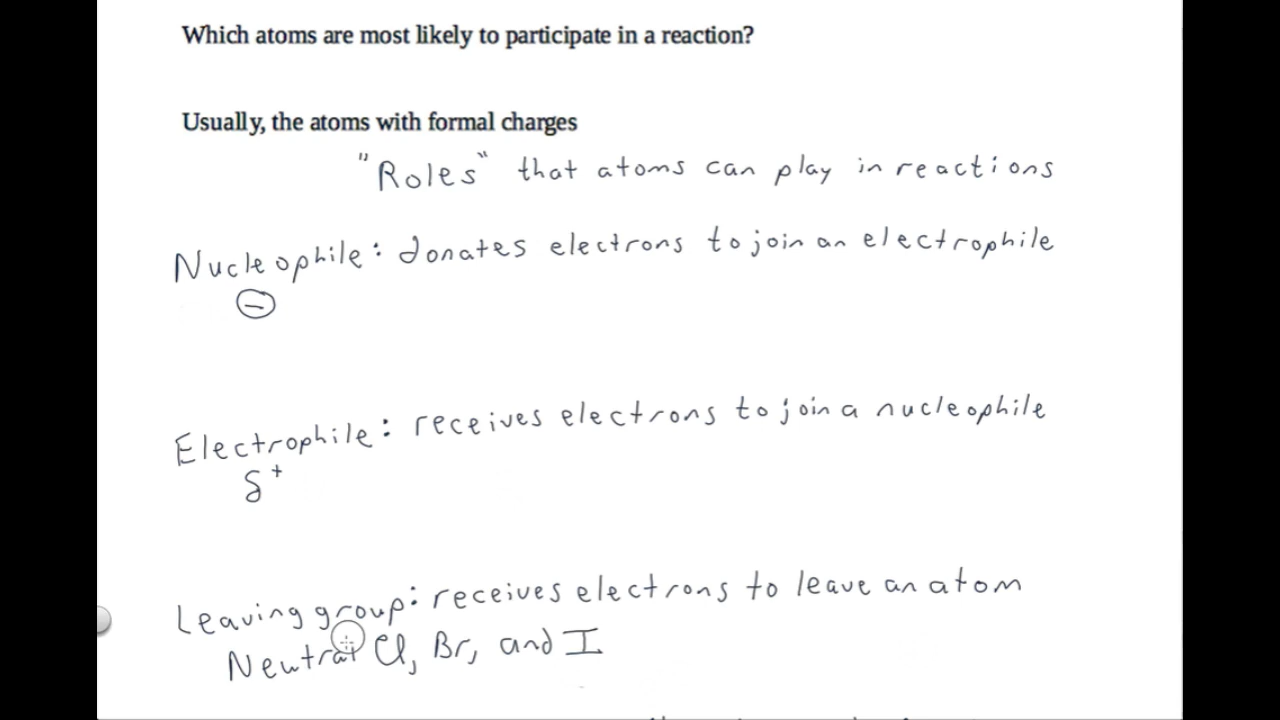 Which atoms are most likely to participate in a reaction?
Usually, the atoms with formal charges
"Roles" that atoms can play in reactions
Nucleophile: donates electrons to join an electrophile
−
Electrophile: receives electrons to join a nucleophile
δ+
Leaving group: receives electrons to leave an atom
Neutral Cl, Br, and I